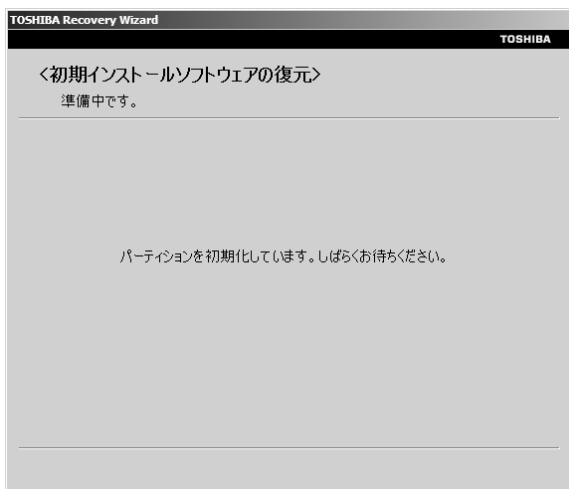 TOSHIBA Recovery Wizard
TOSHIBA
<初期インストールソフトウェアの復元>
準備中です。
パーティションを初期化しています。しばらくお待ちください。